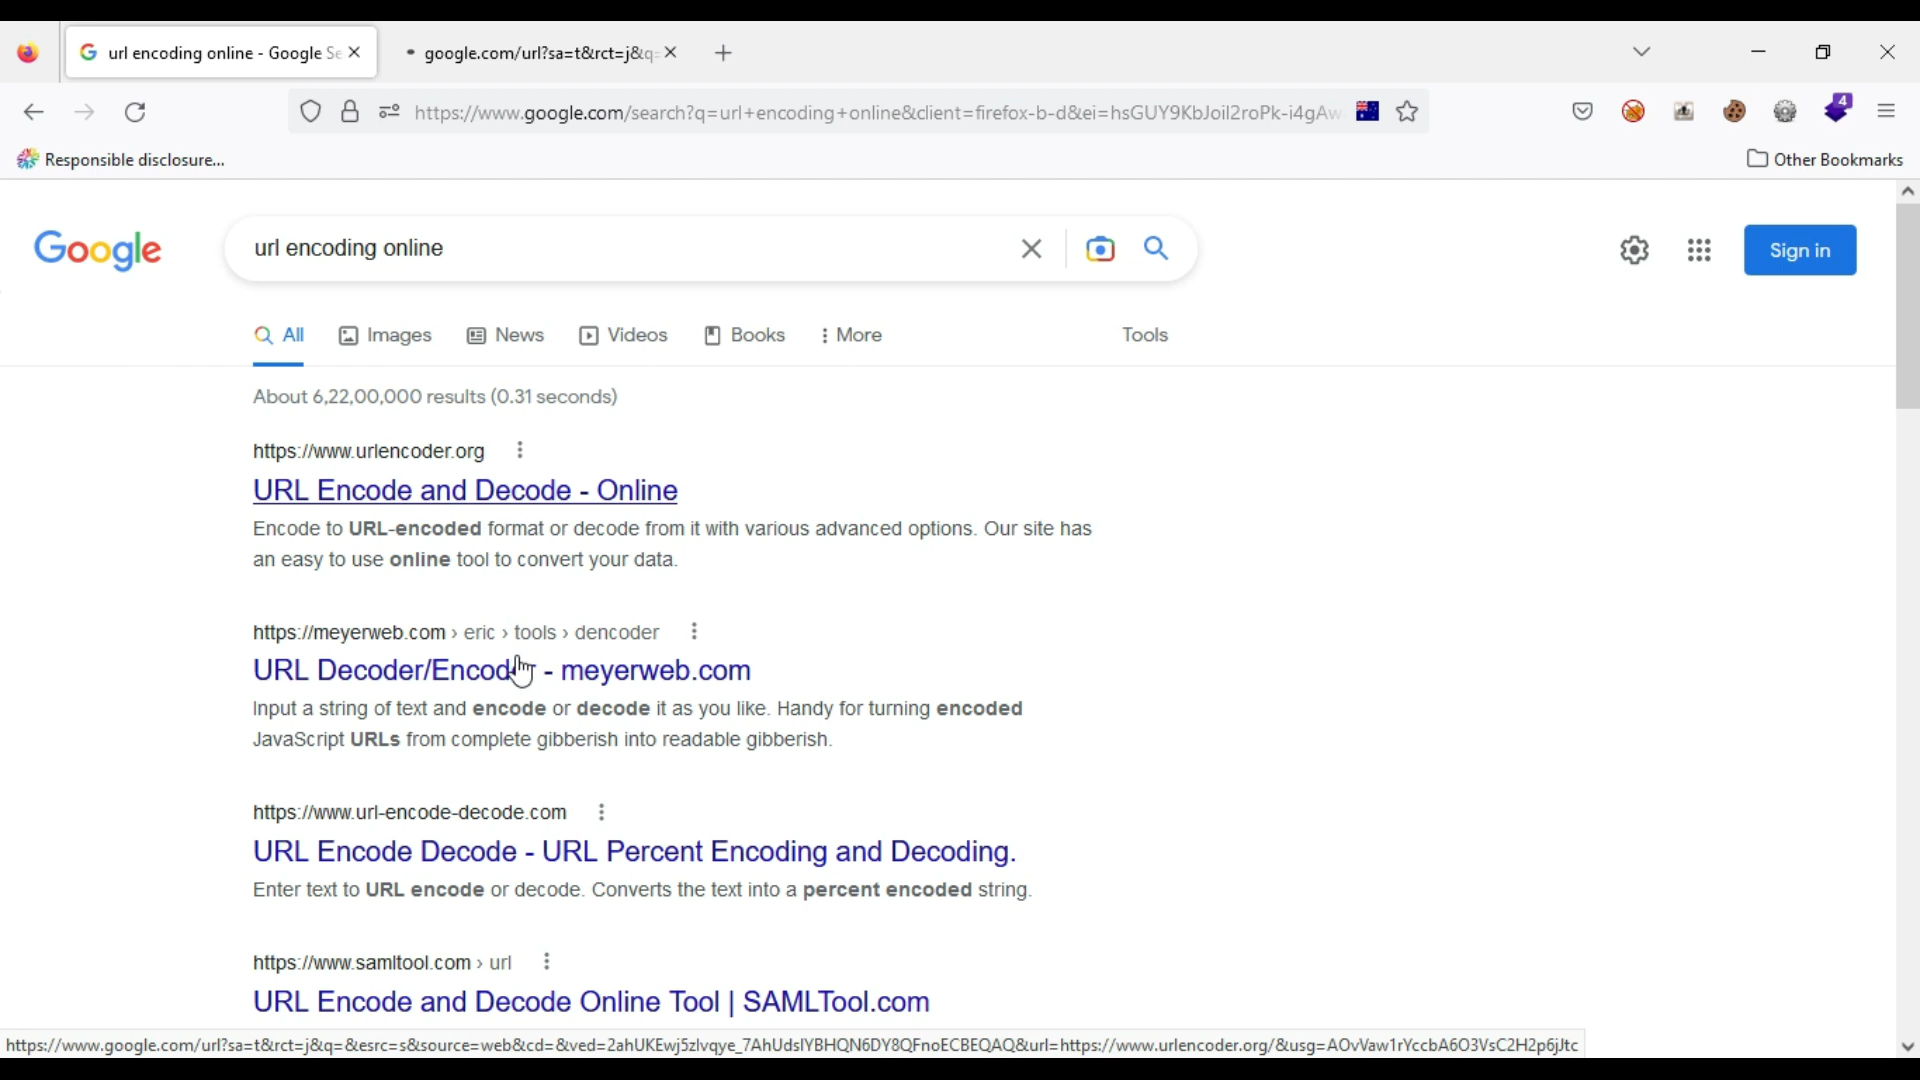 url encoding online - Google Se
google.com/url?sa=t&rct=j&q=
https://www.google.com/search?q=url+encoding+online&client=firefox-b-d&ei=hsGUY9KbJoil2roPk-i4gAw
4
Responsible disclosure...
Other Bookmarks
Google
url encoding online
Sign in
All
Images
News
Videos
Books
More
Tools
About 6,22,00,000 results (0.31 seconds)
https://www.urlencoder.org
URL Encode and Decode - Online
Encode to URL-encoded format or decode from it with various advanced options. Our site has
an easy to use online tool to convert your data.
https://meyerweb.com › eric › tools › dencoder
URL Decoder/Encoder - meyerweb.com
Input a string of text and encode or decode it as you like. Handy for turning encoded
JavaScript URLs from complete gibberish into readable gibberish.
https://www.url-encode-decode.com
URL Encode Decode - URL Percent Encoding and Decoding.
Enter text to URL encode or decode. Converts the text into a percent encoded string.
https://www.samltool.com › url
URL Encode and Decode Online Tool | SAMLTool.com
https://www.google.com/url?sa=t&rct=j&q=&esrc=s&source=web&cd=&ved=2ahUKEwj5zlvqye_7AhUdslYBHQN6DY8QFnoECBEQAQ&url=https://www.urlencoder.org/&usg=AOvVaw1rYccbA6O3VsC2H2p6jJtc